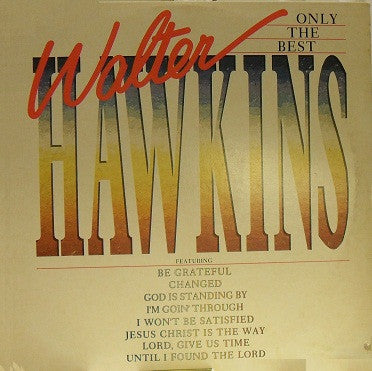 ONLY
THE
BEST
Walter
HAWKINS
FEATURING
BE GRATEFUL
CHANGED
GOD IS STANDING BY
I'M GOIN' THROUGH
I WON'T BE SATISFIED
JESUS CHRIST IS THE WAY
LORD, GIVE US TIME
UNTIL I FOUND THE LORD